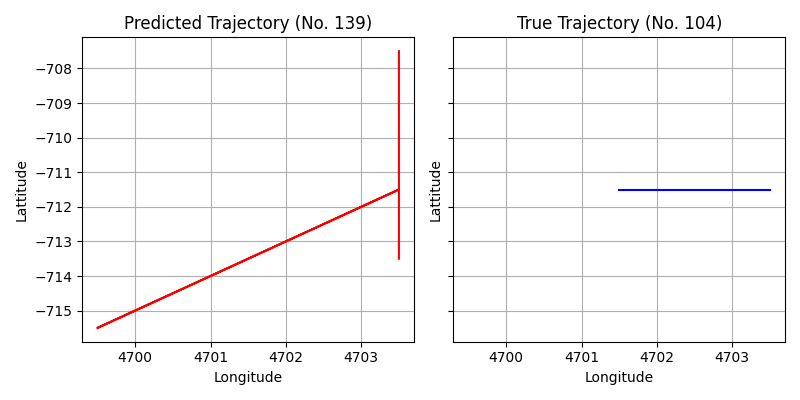 Predicted Trajectory (No. 139)
True Trajectory (No. 104)
Lattitude
−708
−709
−710
−711
−712
−713
−714
−715
4700
4701
4702
4703
Longitude
Lattitude
4700
4701
4702
4703
Longitude